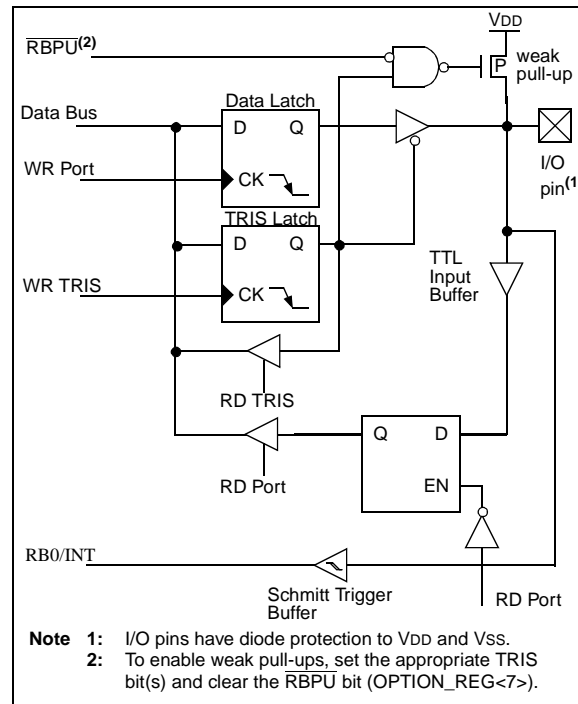 VDD
RBPU(2)
P
weak
pull-up
Data Latch
Data Bus
D
Q
WR Port
CK
I/O
pin(1
TRIS Latch
D
Q
TTL
Input
Buffer
WR TRIS
CK
RD TRIS
Q
D
RD Port
EN
RB0/INT
Schmitt Trigger
Buffer
RD Port
Note 1: I/O pins have diode protection to VDD and VSS.
2: To enable weak pull-ups, set the appropriate TRIS
bit(s) and clear the RBPU bit (OPTION_REG<7>).